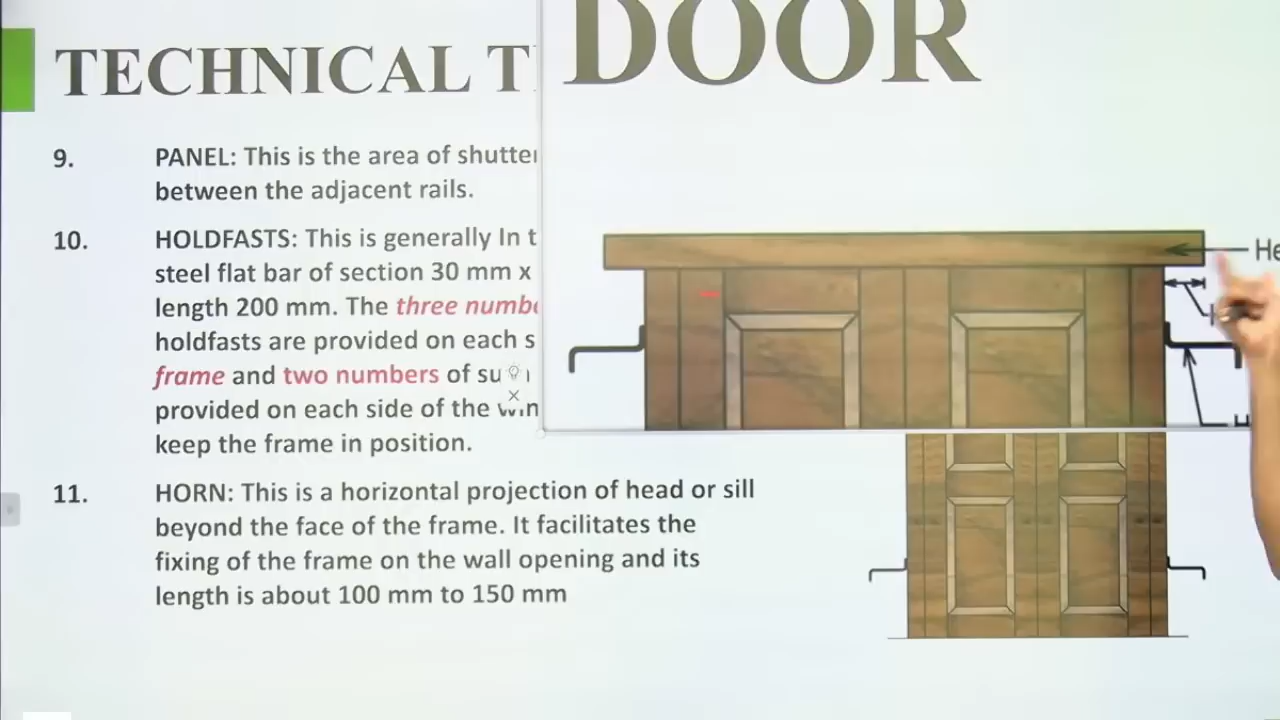 TECHNICAL T
DOOR
9. PANEL: This is the area of shutter
between the adjacent rails.
10. HOLDFASTS: This is generally In t
steel flat bar of section 30 mm x
length 200 mm. The three numbe
holdfasts are provided on each s
frame and two numbers of su
provided on each side of the win
keep the frame in position.
11. HORN: This is a horizontal projection of head or sill
beyond the face of the frame. It facilitates the
fixing of the frame on the wall opening and its
length is about 100 mm to 150 mm
He
H